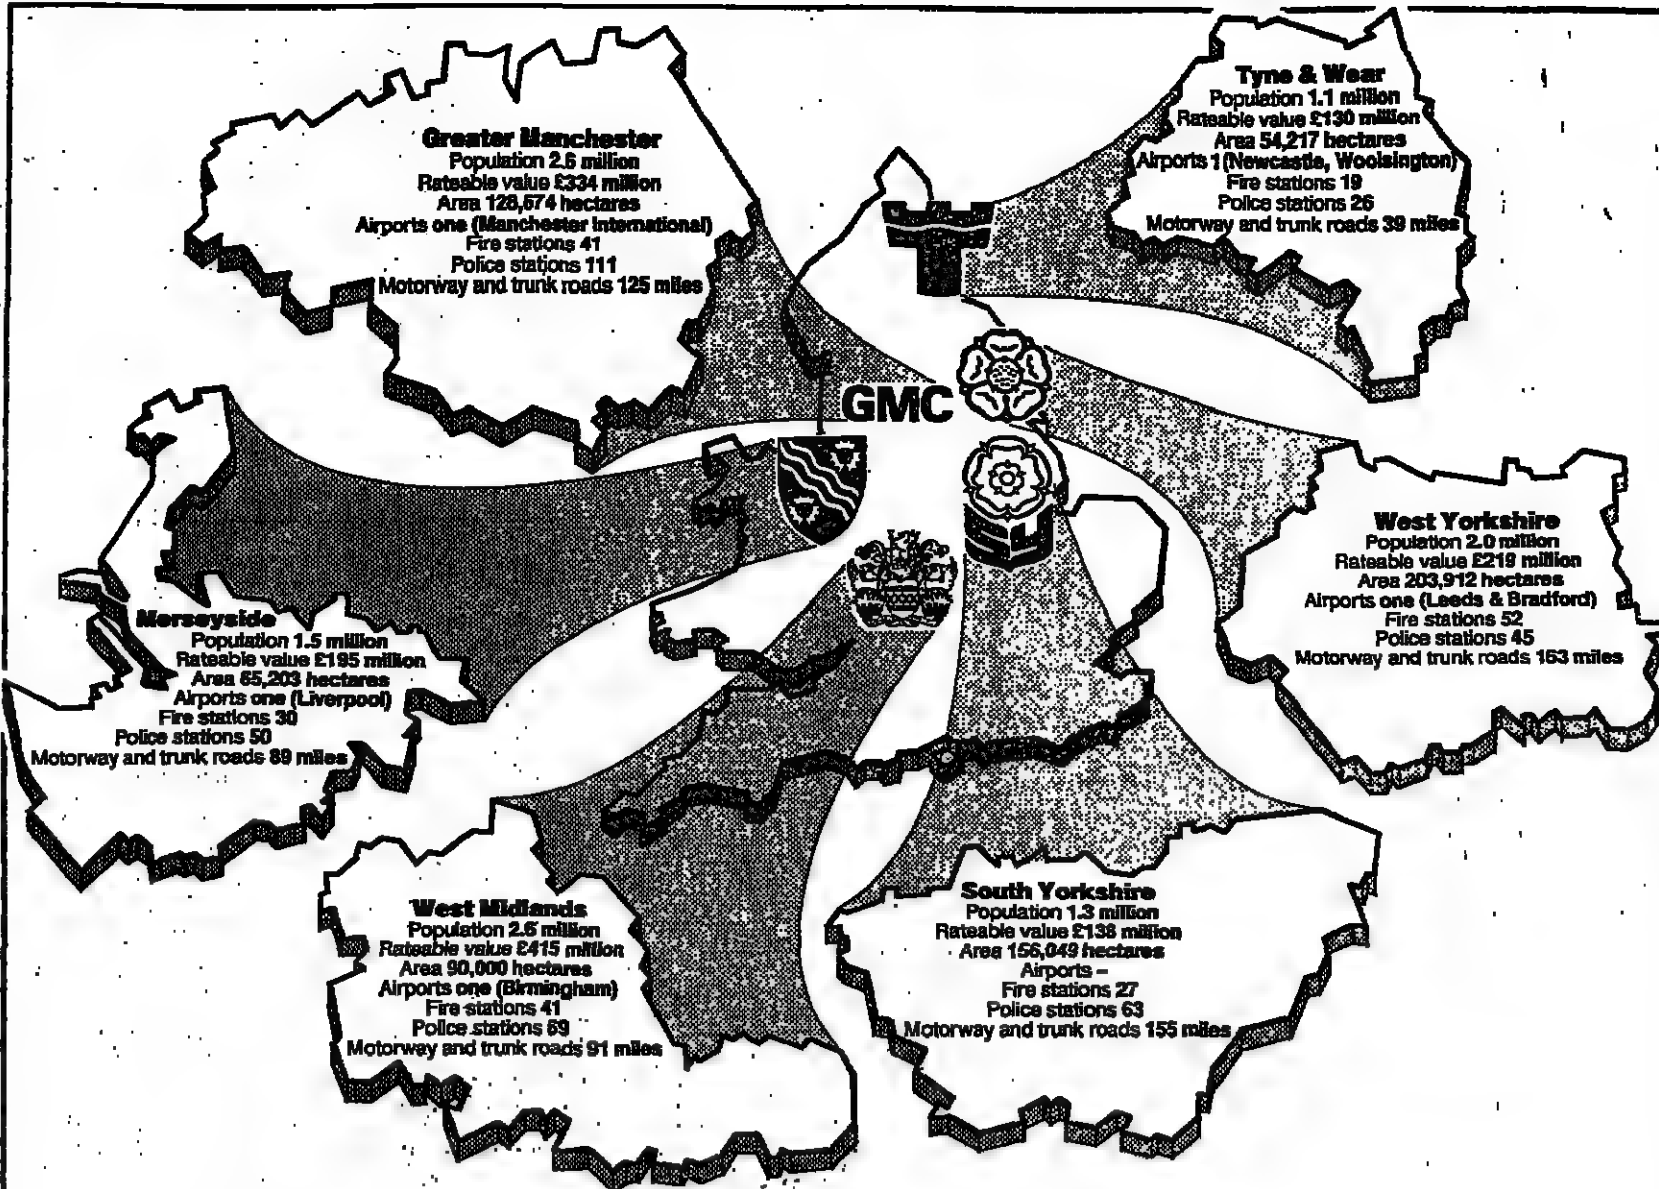 Greater Manchester
Population 2.6 million
Rateable value £334 million
Area 128,674 hectares
Airports one (Manchester International)
Fire stations 41
Police stations 111
Motorway and trunk roads 125 miles
Tyne & Wear
Population 1.1 million
Rateable value £130 million
Area 54,217 hectares
Airports 1 (Newcastle, Woolsington)
Fire stations 19
Police stations 26
Motorway and trunk roads 39 miles
GMC
West Yorkshire
Population 2.0 million
Rateable value £219 million
Area 203,912 hectares
Airports one (Leeds & Bradford)
Fire stations 52
Police stations 45
Motorway and trunk roads 153 miles
Merseyside
Population 1.5 million
Rateable value £195 million
Area 65,203 hectares
Airports one (Liverpool)
Fire stations 30
Police stations 50
Motorway and trunk roads 89 miles
West Midlands
Population 2.6 million
Rateable value £415 million
Area 90,000 hectares
Airports one (Birmingham)
Fire stations 41
Police stations 59
Motorway and trunk roads 91 miles
South Yorkshire
Population 1.3 million
Rateable value £138 million
Area 156,049 hectares
Airports –
Fire stations 27
Police stations 63
Motorway and trunk roads 155 miles